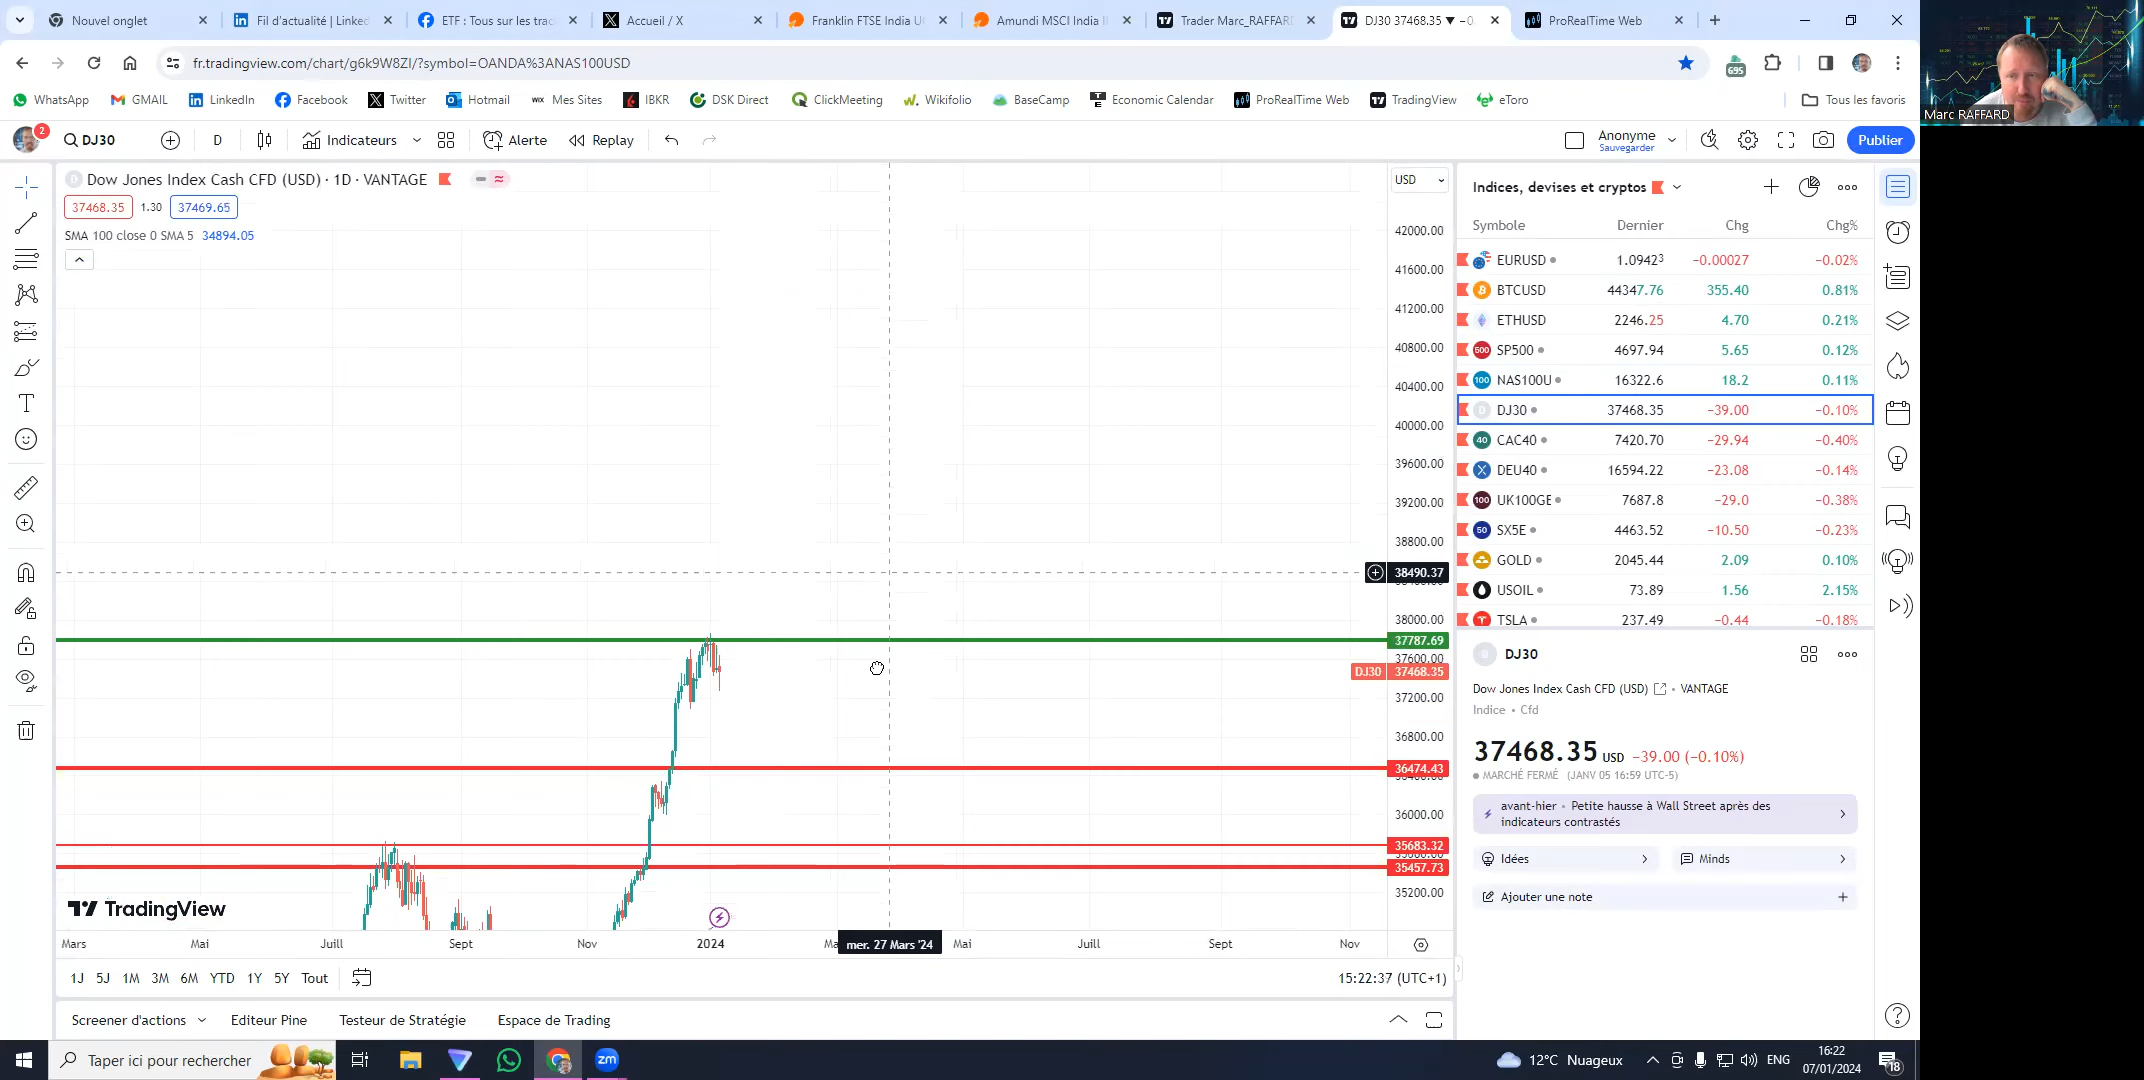 Nouvel onglet
Fil d'actualité | Linked
ETF : Tous sur les trac
Accueil / X
Franklin FTSE India U
Amundi MSCI India I
Trader Marc_RAFFARD
DJ30 37468.35 ▼ −0.
ProRealTime Web
fr.tradingview.com/chart/g6k9W8ZI/?symbol=OANDA%3ANAS100USD
695
WhatsApp
GMAIL
LinkedIn
Facebook
Twitter
Hotmail
Mes Sites
IBKR
DSK Direct
ClickMeeting
Wikifolio
BaseCamp
Economic Calendar
ProRealTime Web
TradingView
eToro
Tous les favoris
Marc RAFFARD
2
DJ30
D
Indicateurs
Alerte
Replay
Anonyme
Sauvegarder
Publier
Dow Jones Index Cash CFD (USD) · 1D · VANTAGE
37468.35 1.30 37469.65
SMA 100 close 0 SMA 5 34894.05
USD
42000.00
41600.00
41200.00
40800.00
40400.00
40000.00
39600.00
39200.00
38800.00
38490.37
38000.00
37787.69
37600.00
DJ30 37468.35
37200.00
36800.00
36474.43
36000.00
35683.32
35457.73
35200.00
TradingView
Mars
Mai
Juill
Sept
Nov
2024
mer. 27 Mars '24
Mai
Juill
Sept
Nov
1J 5J 1M 3M 6M YTD 1Y 5Y Tout
15:22:37 (UTC+1)
Screener d'actions
Editeur Pine
Testeur de Stratégie
Espace de Trading
Indices, devises et cryptos
Symbole Dernier Chg Chg%
EURUSD 1.09423 −0.00027 −0.02%
BTCUSD 44347.76 355.40 0.81%
ETHUSD 2246.25 4.70 0.21%
SP500 4697.94 5.65 0.12%
NAS100U 16322.6 18.2 0.11%
DJ30 37468.35 −39.00 −0.10%
CAC40 7420.70 −29.94 −0.40%
DEU40 16594.22 −23.08 −0.14%
UK100GE 7687.8 −29.0 −0.38%
SX5E 4463.52 −10.50 −0.23%
GOLD 2045.44 2.09 0.10%
USOIL 73.89 1.56 2.15%
TSLA 237.49 −0.44 −0.18%
DJ30
Dow Jones Index Cash CFD (USD) • VANTAGE
Indice • Cfd
37468.35 USD −39.00 (−0.10%)
MARCHÉ FERMÉ (JANV 05 16:59 UTC-5)
avant-hier • Petite hausse à Wall Street après des
indicateurs contrastés
Idées
Minds
Ajouter une note
Taper ici pour rechercher
12°C Nuageux
ENG
16:22
07/01/2024
18